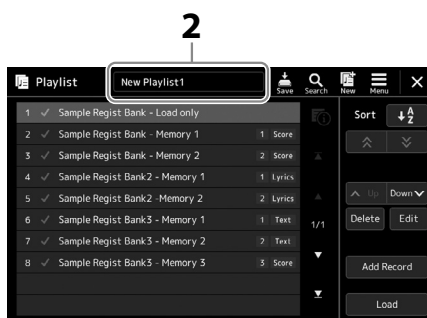 2
Playlist New Playlist1 Save Search New Menu
1 Sample Regist Bank - Load only
2 Sample Regist Bank - Memory 1 1 Score
3 Sample Regist Bank - Memory 2 2 Score
4 Sample Regist Bank2 - Memory 1 1 Lyrics
5 Sample Regist Bank2 -Memory 2 2 Lyrics
6 Sample Regist Bank3 - Memory 1 1 Text
7 Sample Regist Bank3 - Memory 2 2 Text
8 Sample Regist Bank3 - Memory 3 3 Score
1/1
Sort AZ
Up Down
Delete Edit
Add Record
Load